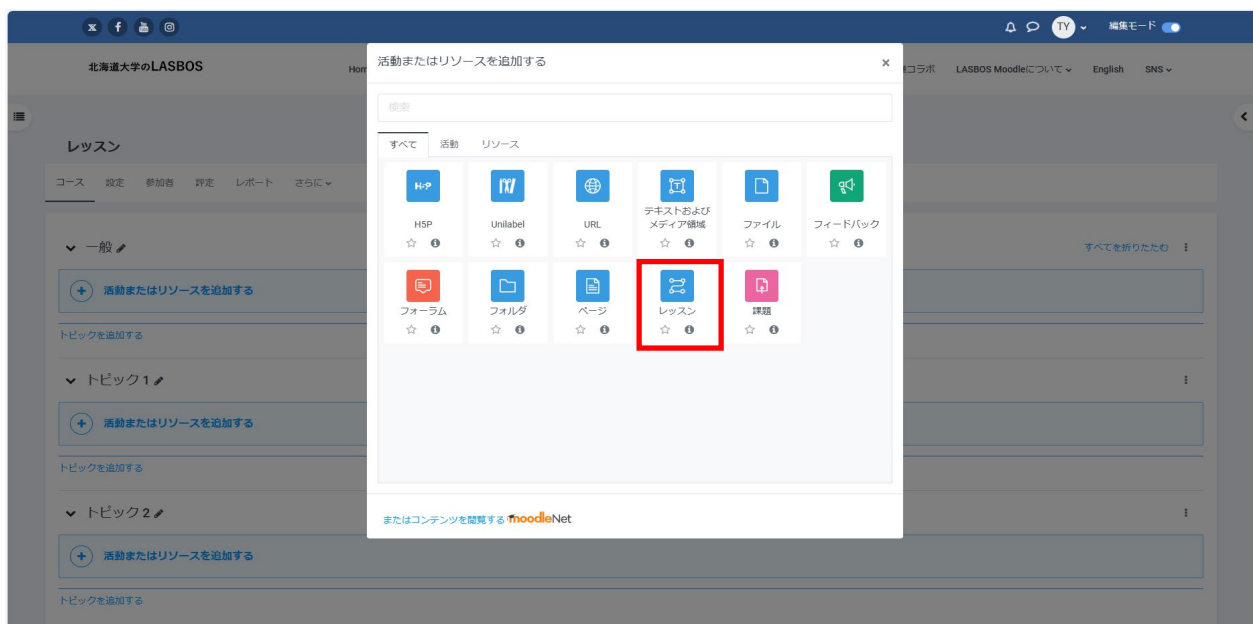 TY
編集モード
北海道大学のLASBOS
コラボ LASBOS Moodleについて English SNS
レッスン
コース 設定 参加者 評定 レポート さらに
一般
すべてを折りたたむ
活動またはリソースを追加する
トピックを追加する
トピック1
活動またはリソースを追加する
トピックを追加する
トピック2
活動またはリソースを追加する
トピックを追加する
活動またはリソースを追加する
検索
すべて 活動 リソース
H5P
H5P
Unilabel
URL
テキストおよび
メディア領域
ファイル
フィードバック
フォーラム
フォルダ
ページ
レッスン
課題
またはコンテンツを閲覧する moodleNet